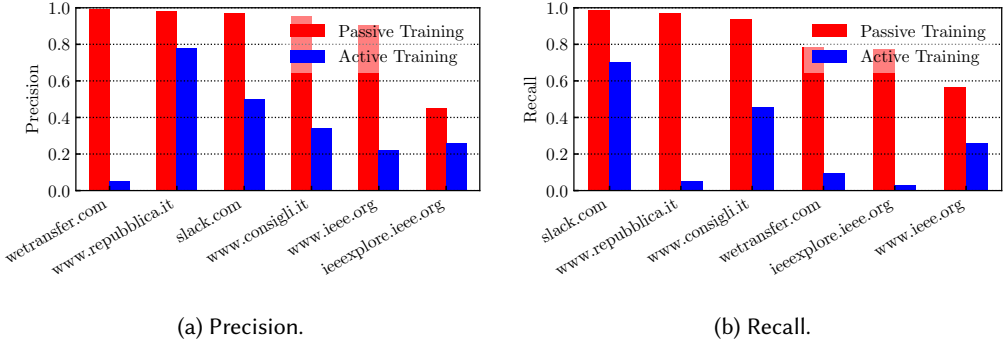 1.0
0.8
0.6
0.4
0.2
0.0
Precision
Passive Training
Active Training
wetransfer.com
www.repubblica.it
slack.com
www.consigli.it
www.ieee.org
ieeexplore.ieee.org
(a) Precision.
1.0
0.8
0.6
0.4
0.2
0.0
Recall
Passive Training
Active Training
slack.com
www.repubblica.it
www.consigli.it
wetransfer.com
ieeexplore.ieee.org
www.ieee.org
(b) Recall.